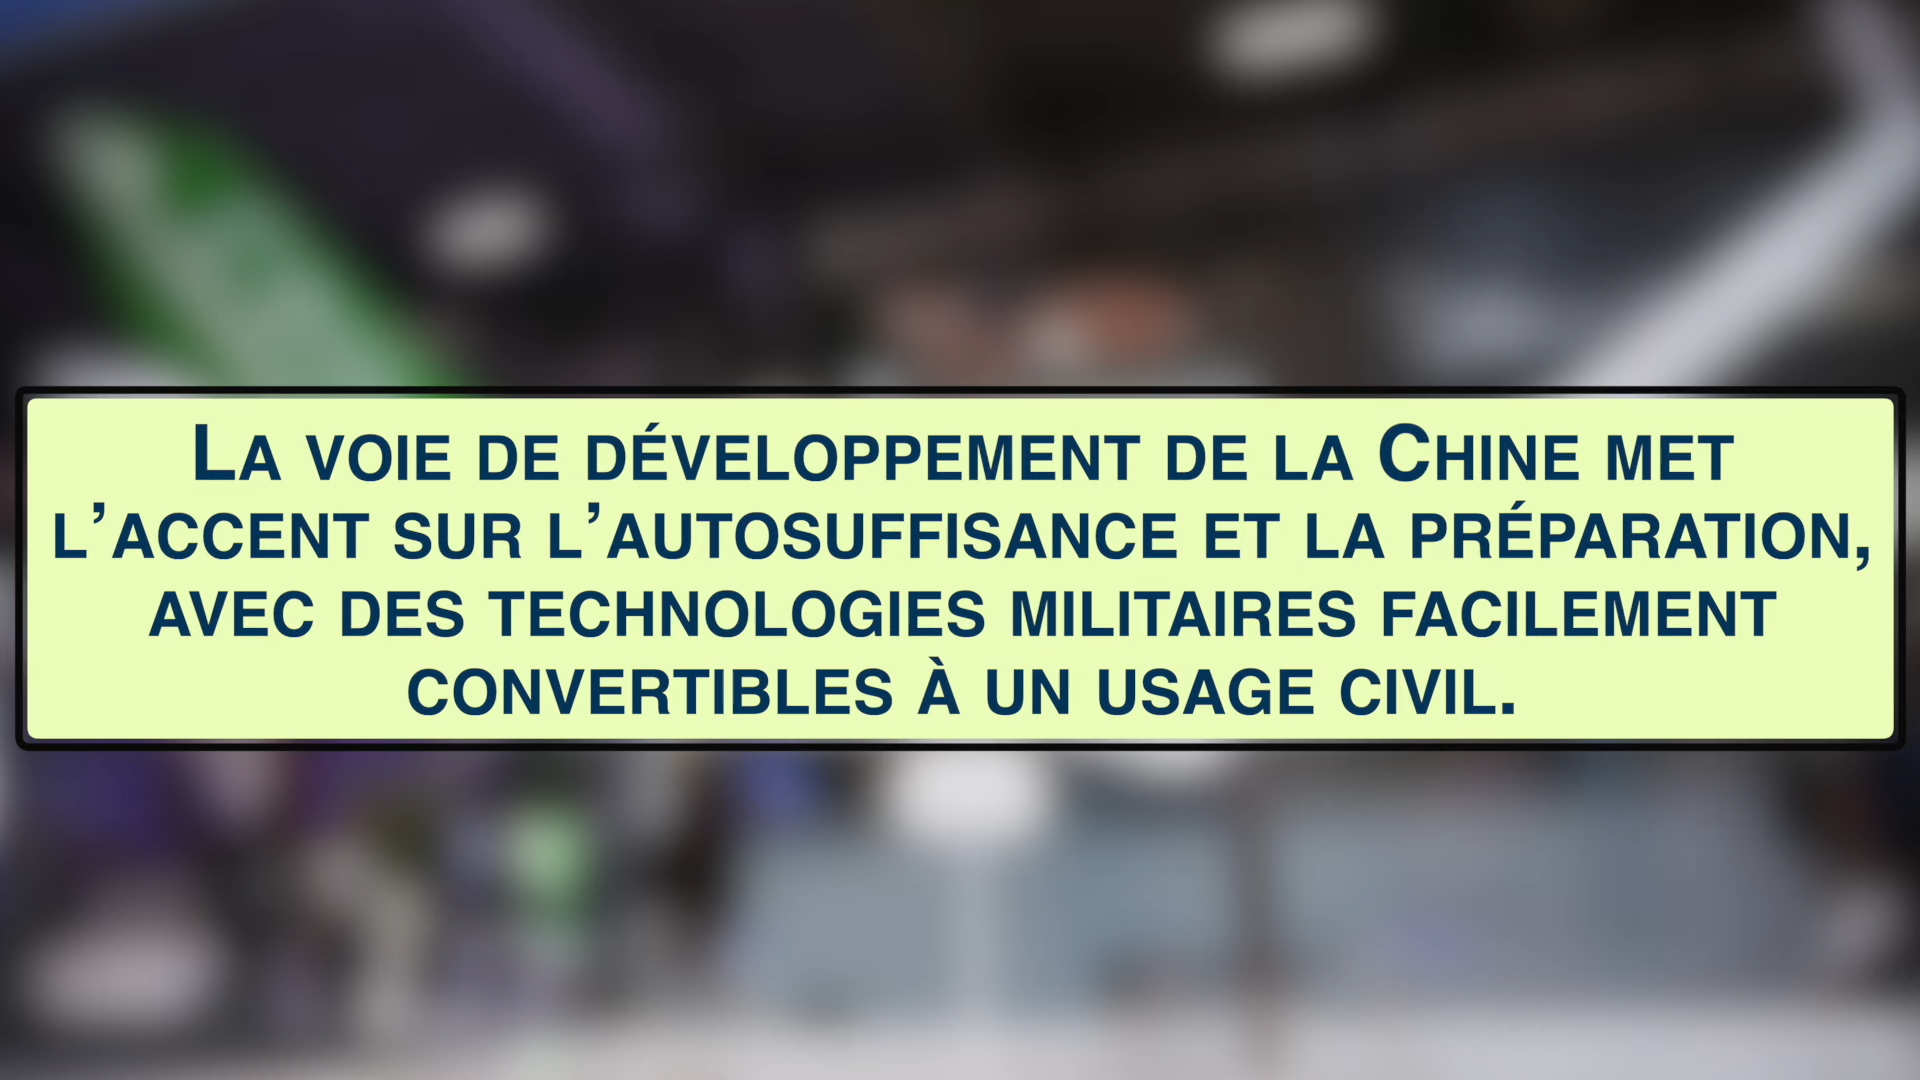 La voie de développement de la Chine met
l’accent sur l’autosuffisance et la préparation,
avec des technologies militaires facilement
convertibles à un usage civil.